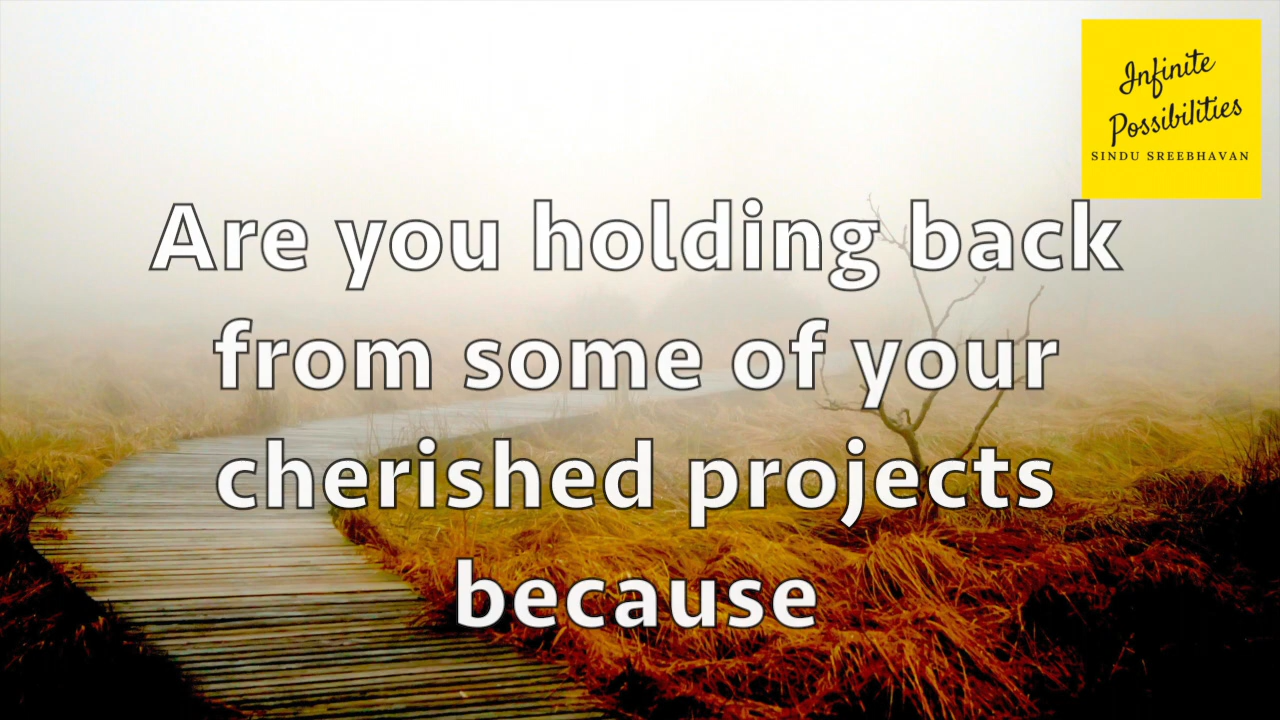 Infinite
Possibilities
SINDU SREEBHAVAN
Are you holding back
from some of your
cherished projects
because